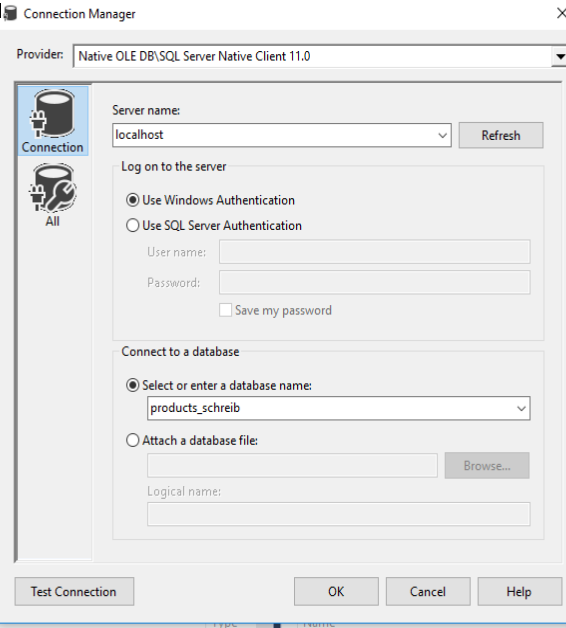 Connection Manager
Provider: Native OLE DB\SQL Server Native Client 11.0
Connection
All
Server name:
localhost
Refresh
Log on to the server
Use Windows Authentication
Use SQL Server Authentication
User name:
Password:
Save my password
Connect to a database
Select or enter a database name:
products_schreib
Attach a database file:
Browse...
Logical name:
Test Connection
OK
Cancel
Help